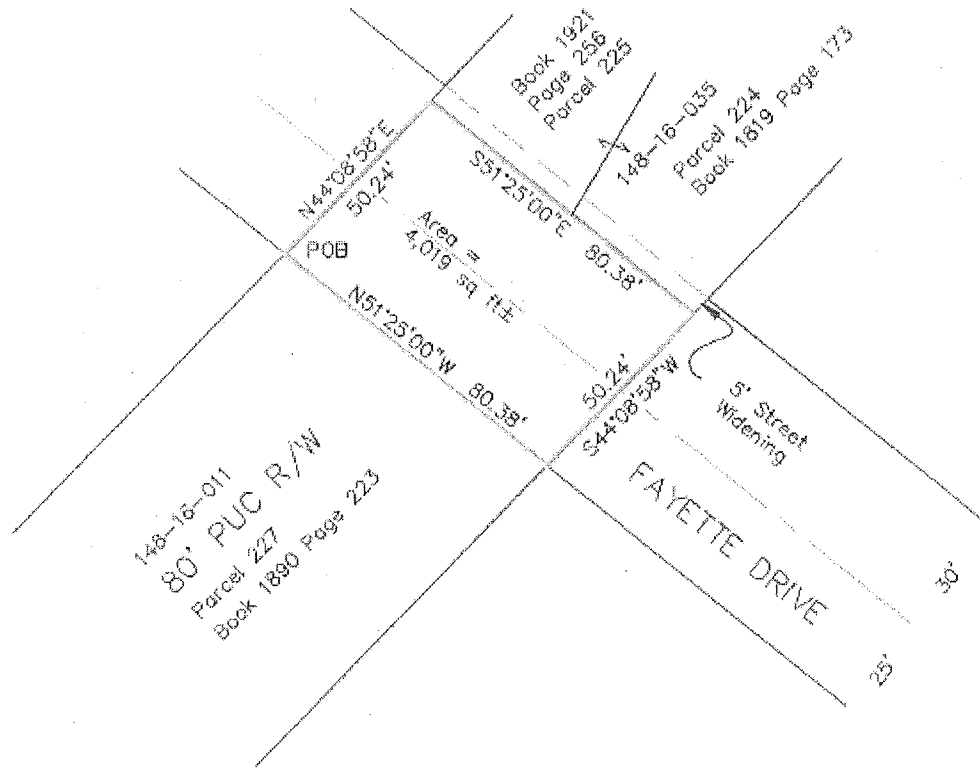 Book 1921
Page 256
Parcel 225
148-16-035
Parcel 224
Book 1819 Page 173
N44°08'58"E
50.24'
S51°25'00"E 80.38'
POB
Area =
4,019 sq ft±
N51°25'00"W 80.38'
50.24'
S44°08'58"W
5' Street
Widening
148-16-011
80' PUC R/W
Parcel 227
Book 1890 Page 223
FAYETTE DRIVE
30'
25'